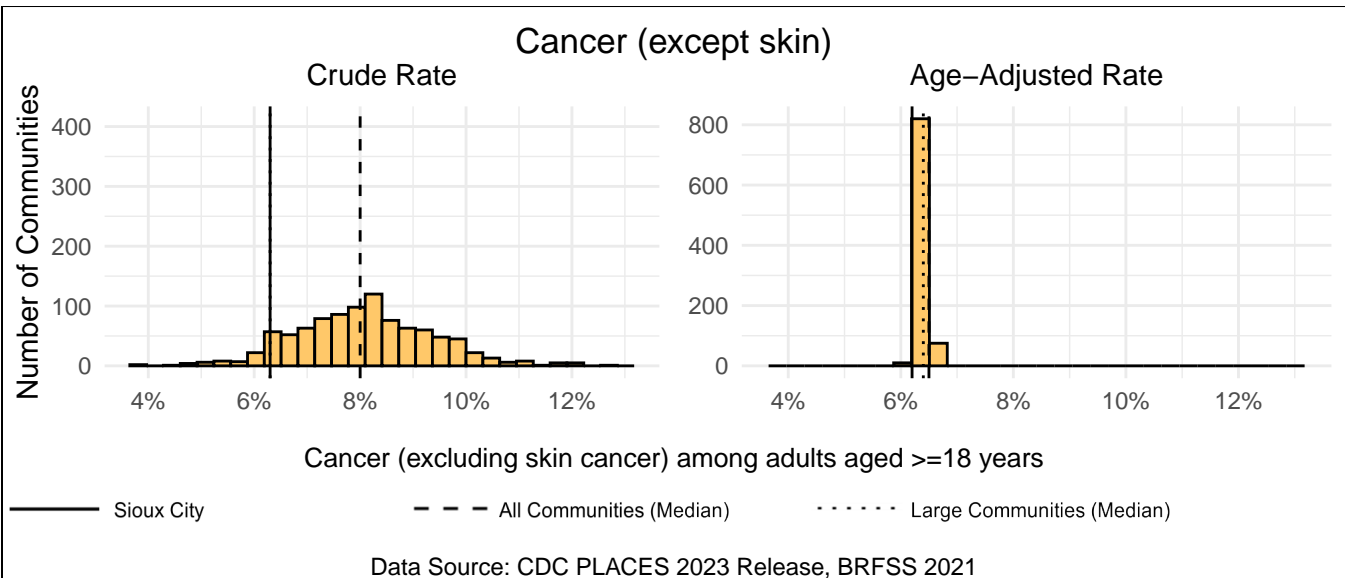 Cancer (except skin)
Crude Rate
Age−Adjusted Rate
Number of Communities
400
300
200
100
0
4%
6%
8%
10%
12%
800
600
400
200
0
4%
6%
8%
10%
12%
Cancer (excluding skin cancer) among adults aged >=18 years
Sioux City
All Communities (Median)
Large Communities (Median)
Data Source: CDC PLACES 2023 Release, BRFSS 2021